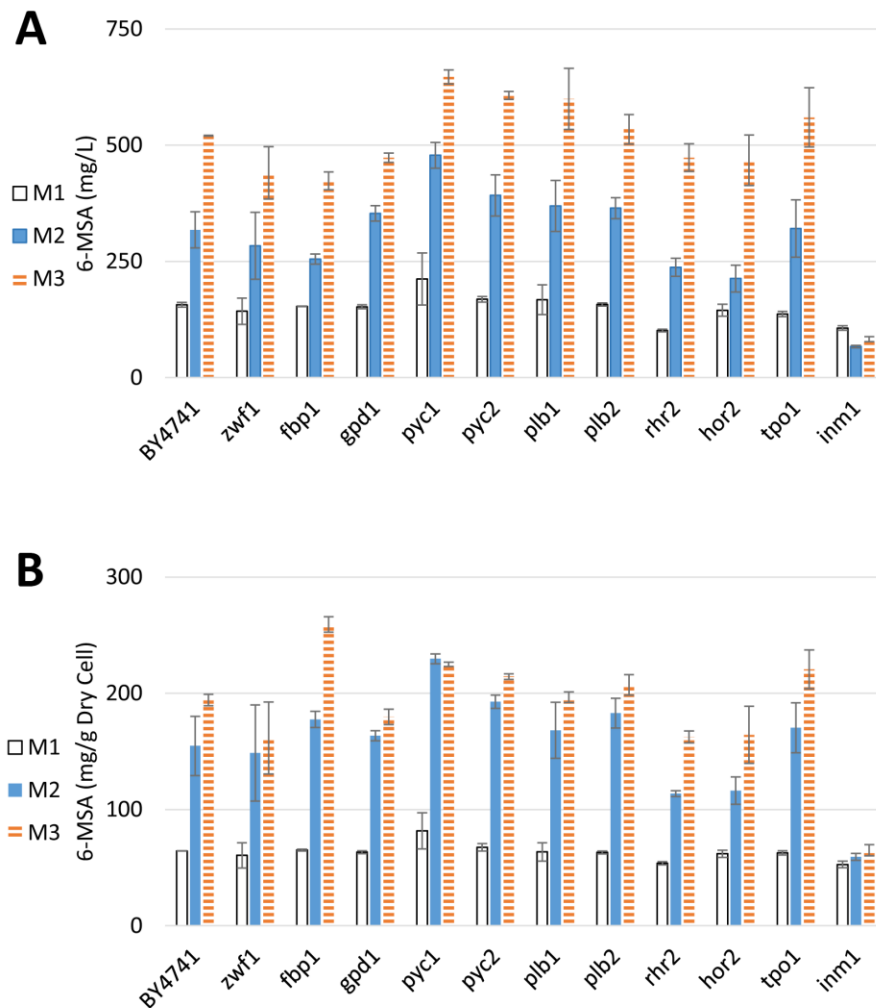 A
6-MSA (mg/L)
750
500
250
0
M1
M2
M3
BY4741
zwf1
fbp1
gpd1
pyc1
pyc2
plb1
plb2
rhr2
hor2
tpo1
inm1
B
6-MSA (mg/g Dry Cell)
300
200
100
0
M1
M2
M3
BY4741
zwf1
fbp1
gpd1
pyc1
pyc2
plb1
plb2
rhr2
hor2
tpo1
inm1